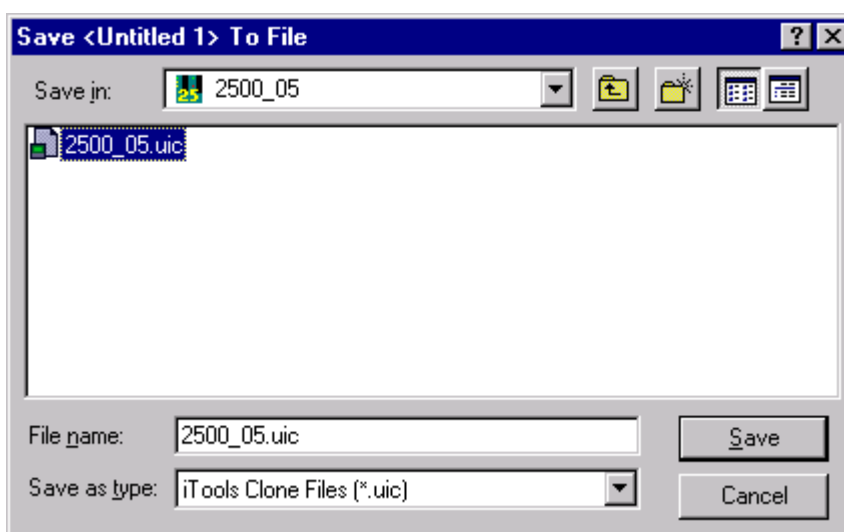 Save <Untitled 1> To File
Save in: 25 2500_05
2500_05.uic
File name: 2500_05.uic Save
Save as type: iTools Clone Files (*.uic) Cancel